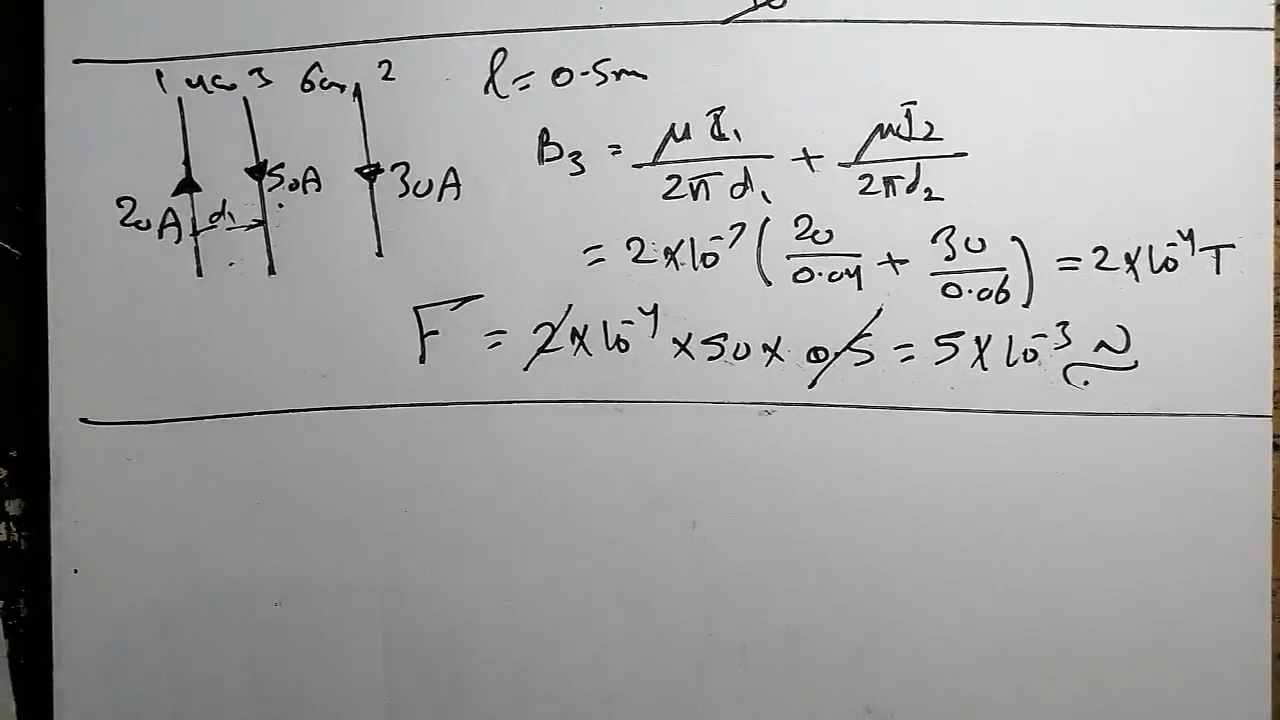 1 4cm 3 6cm 2 l = 0.5m
20A d₁ 50A 30A
B₃ = μI₁/2πd₁ + μI₂/2πd₂
= 2×10⁻⁷ (20/0.04 + 30/0.06) = 2×10⁻⁴ T
F = 2×10⁻⁴ × 50 × 0.5 = 5×10⁻³ N